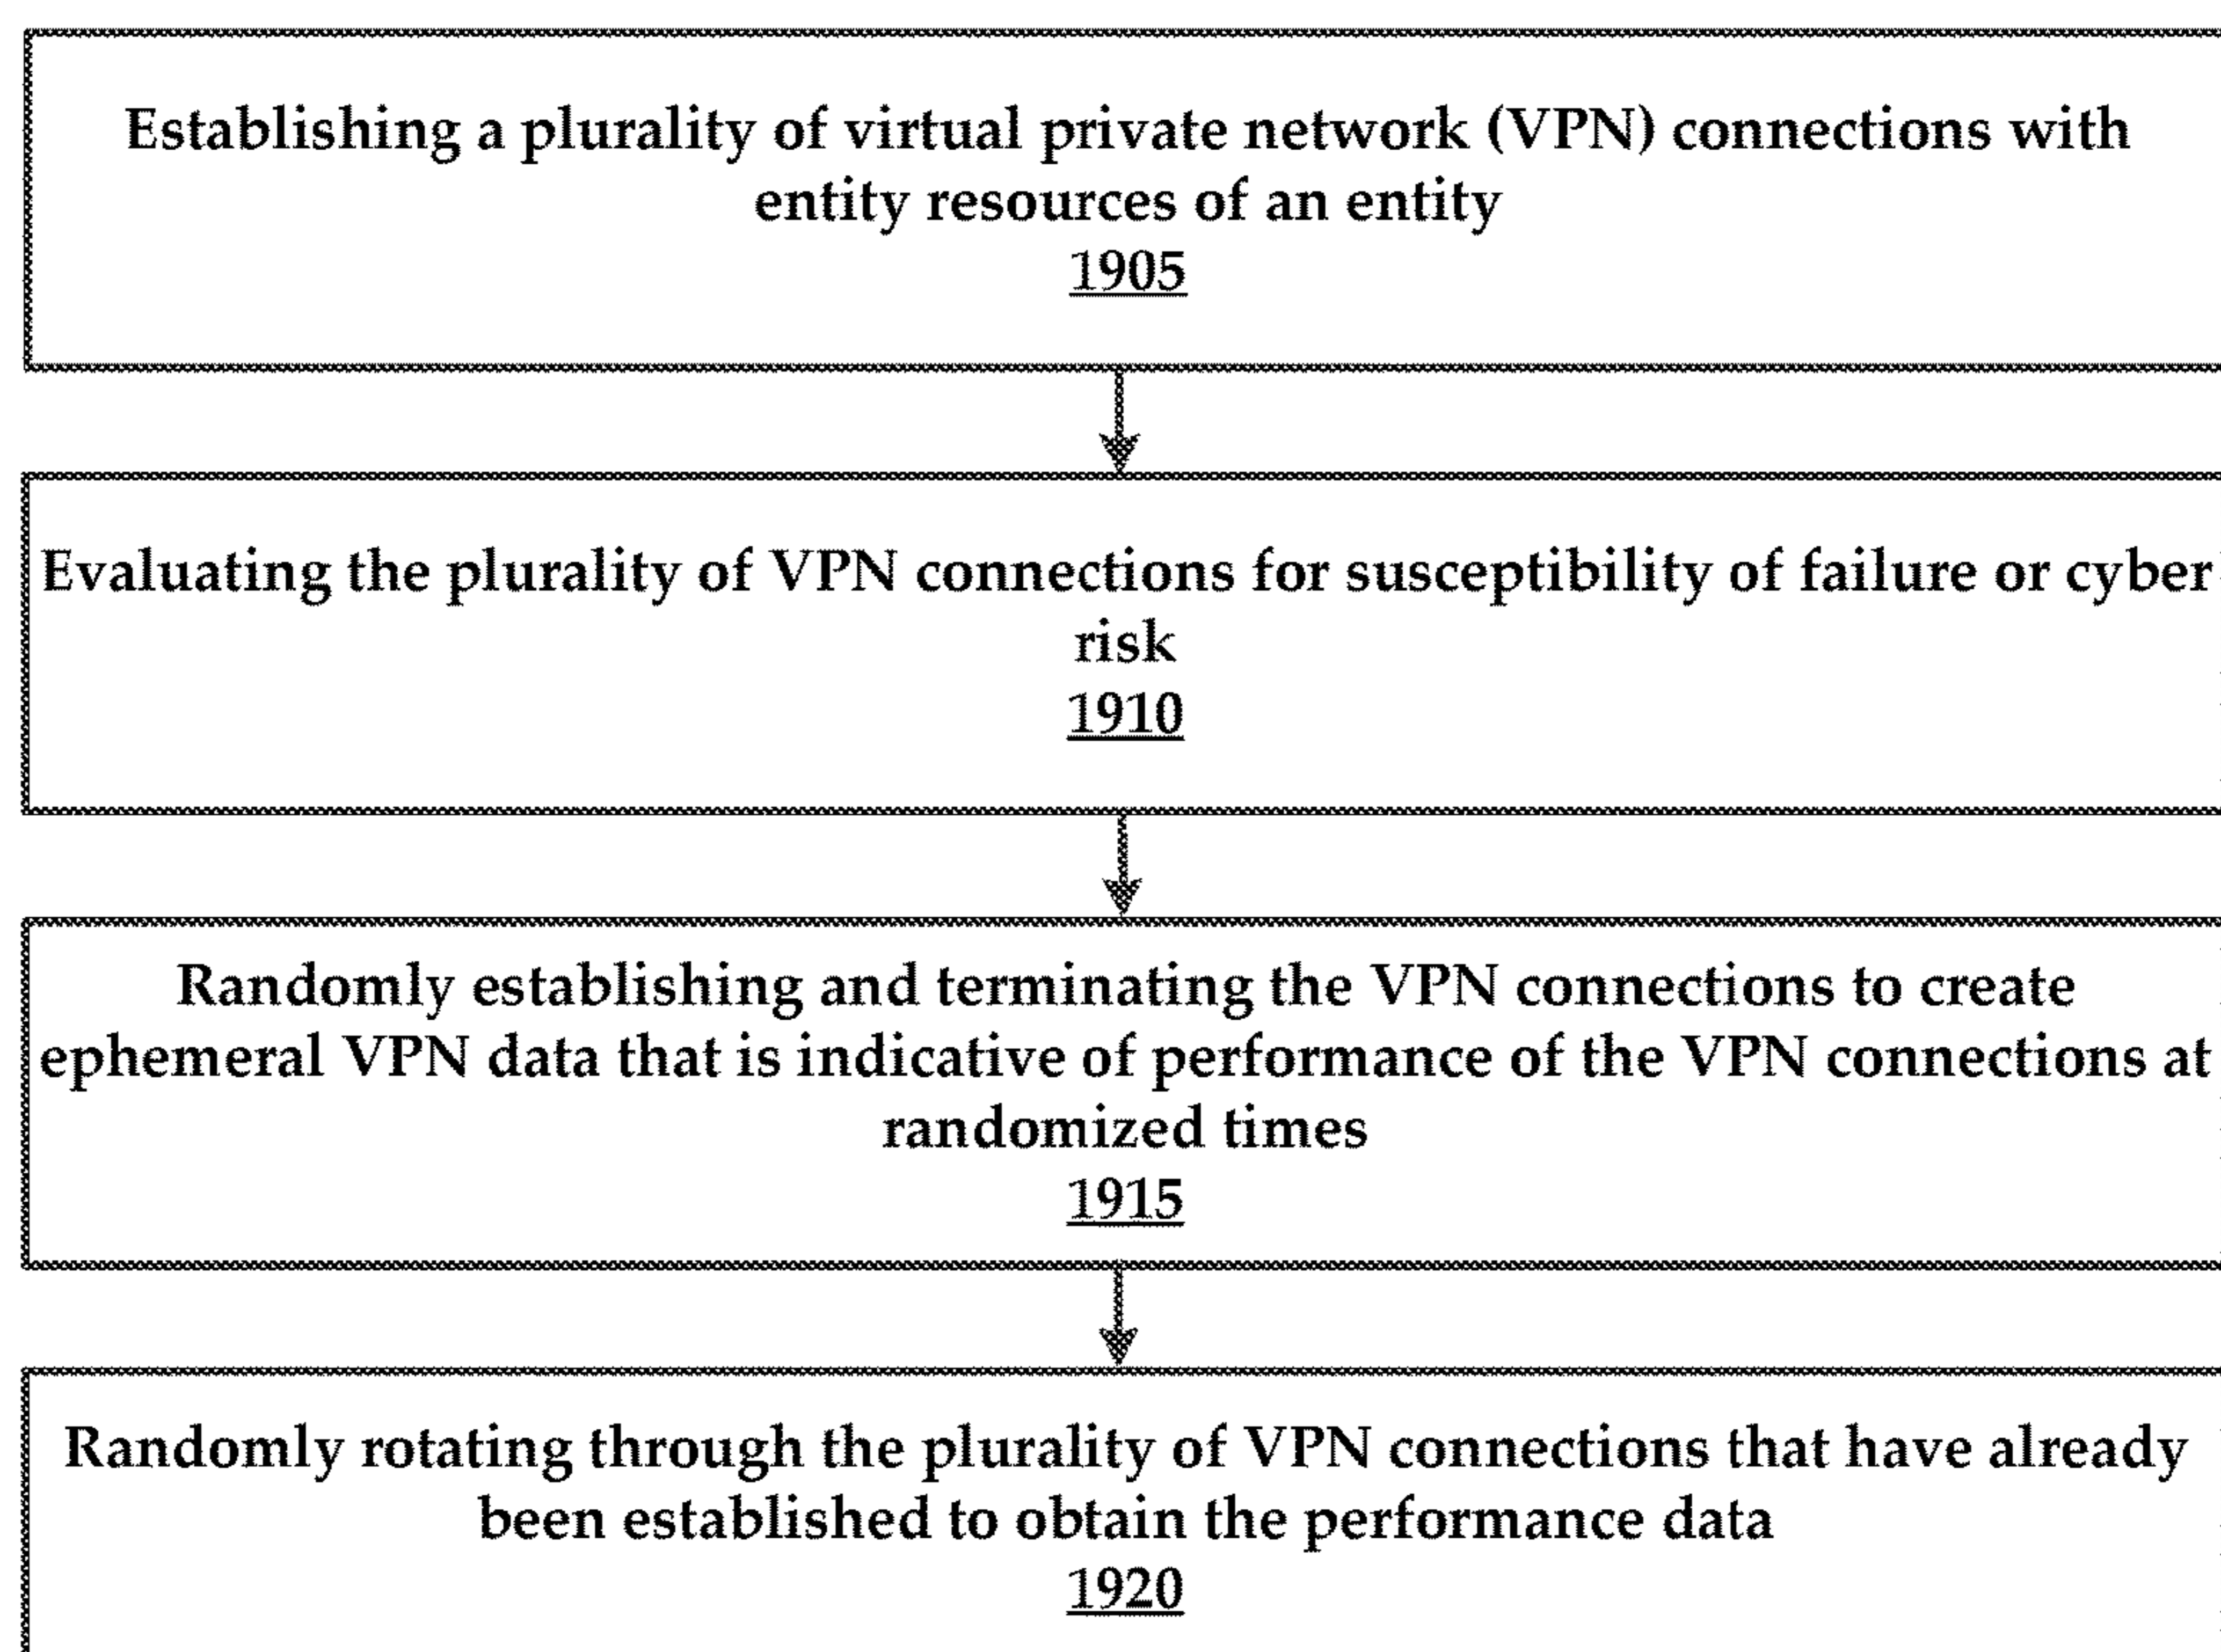 Establishing a plurality of virtual private network (VPN) connections with
entity resources of an entity
1905
Evaluating the plurality of VPN connections for susceptibility of failure or cyber
risk
1910
Randomly establishing and terminating the VPN connections to create
ephemeral VPN data that is indicative of performance of the VPN connections at
randomized times
1915
Randomly rotating through the plurality of VPN connections that have already
been established to obtain the performance data
1920